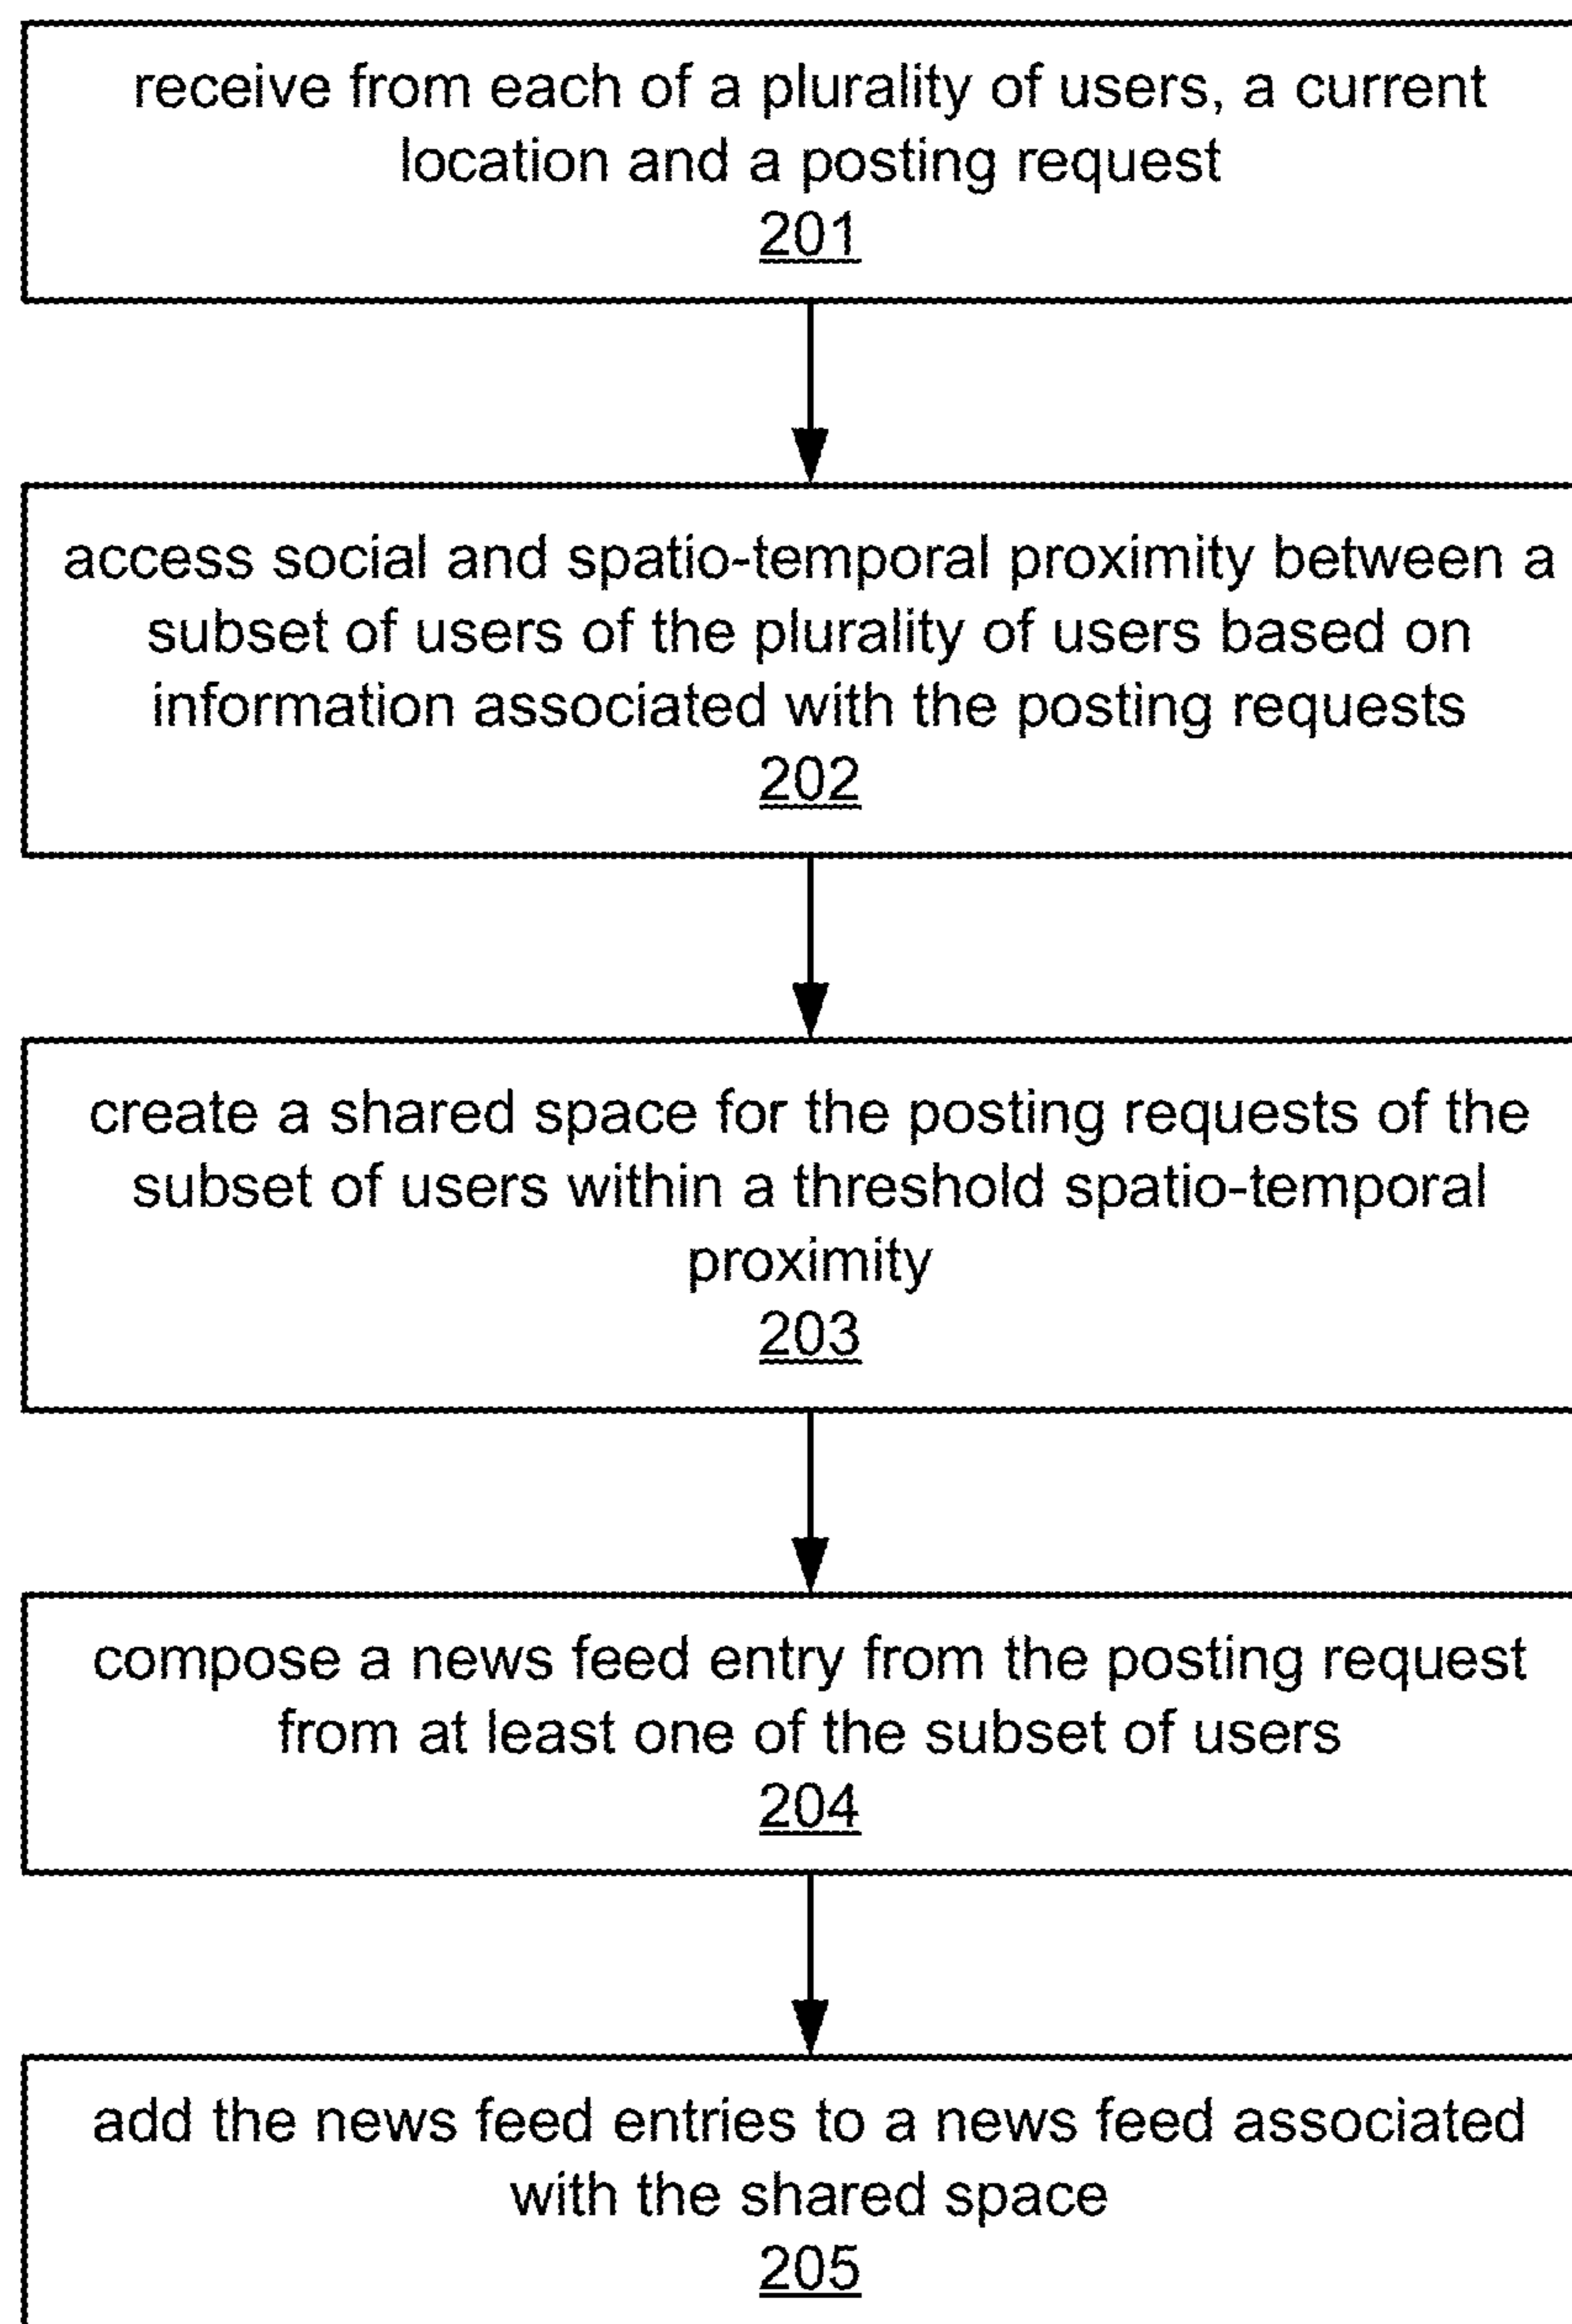 receive from each of a plurality of users, a current
location and a posting request
201
access social and spatio-temporal proximity between a
subset of users of the plurality of users based on
information associated with the posting requests
202
create a shared space for the posting requests of the
subset of users within a threshold spatio-temporal
proximity
203
compose a news feed entry from the posting request
from at least one of the subset of users
204
add the news feed entries to a news feed associated
with the shared space
205